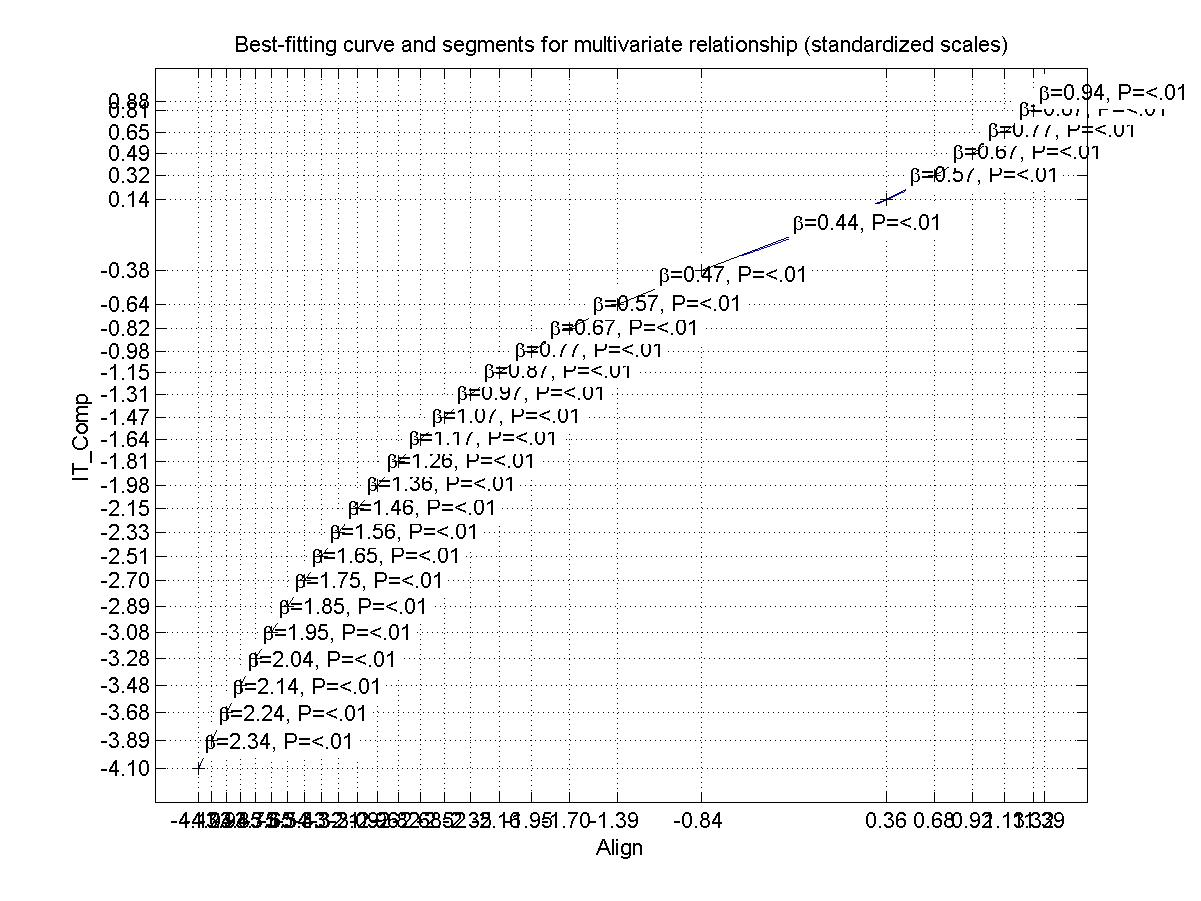 Best-fitting curve and segments for multivariate relationship (standardized scales)
β=0.94, P=<.01
0.88
0.81 β=0.87, P=<.01
0.65 β=0.77, P=<.01
0.49 β=0.67, P=<.01
0.32 β=0.57, P=<.01
0.14
β=0.44, P=<.01
-0.38 β=0.47, P=<.01
-0.64 β=0.57, P=<.01
-0.82 β=0.67, P=<.01
-0.98 β=0.77, P=<.01
-1.15 β=0.87, P=<.01
-1.31 β=0.97, P=<.01
-1.47 β=1.07, P=<.01
-1.64 β=1.17, P=<.01
-1.81 β=1.26, P=<.01
-1.98 β=1.36, P=<.01
-2.15 β=1.46, P=<.01
-2.33 β=1.56, P=<.01
-2.51 β=1.65, P=<.01
-2.70 β=1.75, P=<.01
-2.89 β=1.85, P=<.01
-3.08 β=1.95, P=<.01
-3.28 β=2.04, P=<.01
-3.48 β=2.14, P=<.01
-3.68 β=2.24, P=<.01
-3.89 β=2.34, P=<.01
-4.10
IT_Comp
-1.95 -1.70 -1.39 -0.84 0.36 0.68 0.92
Align